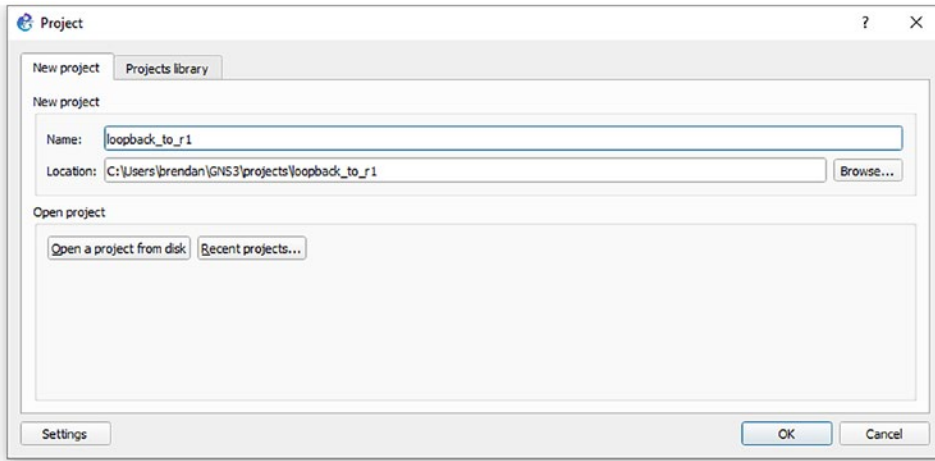 Project
? X
New project Projects library
New project
Name: loopback_to_r1
Location: C:\Users\brendan\GNS3\projects\loopback_to_r1 Browse...
Open project
Open a project from disk Recent projects...
Settings OK Cancel